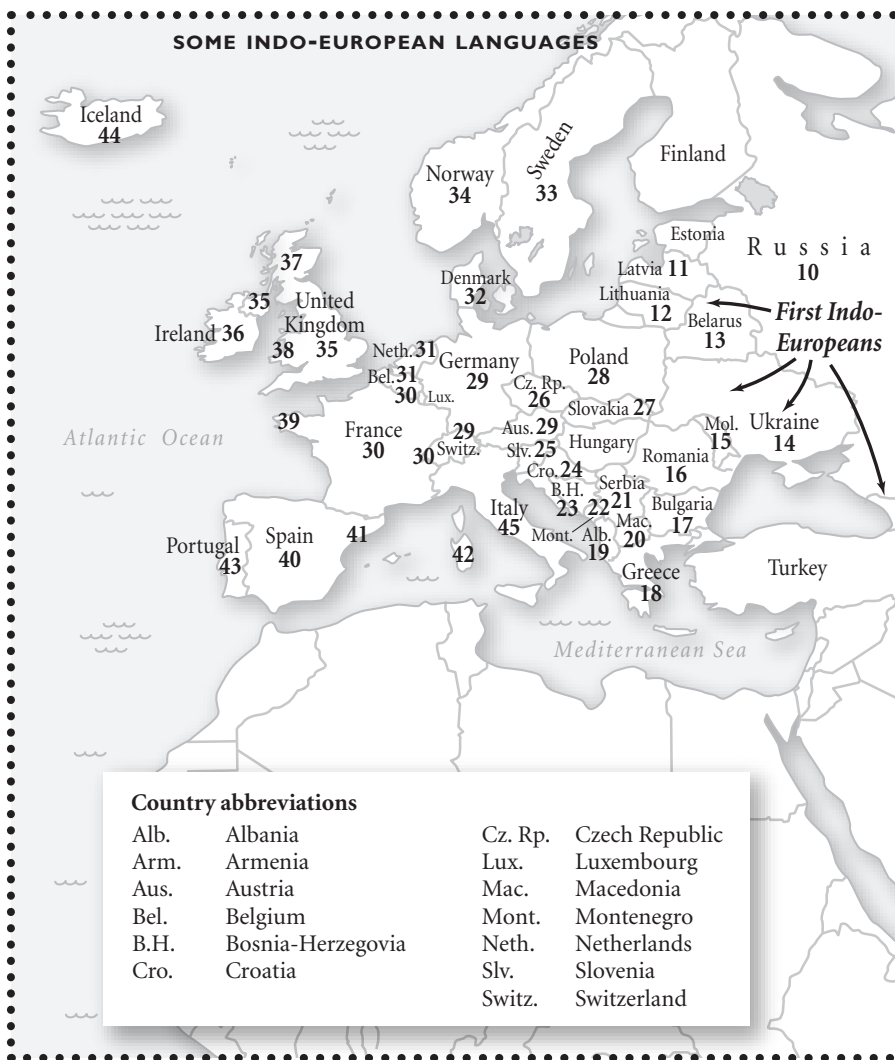 SOME INDO-EUROPEAN LANGUAGES
Iceland
44
Norway
34
Sweden
33
Finland
Estonia
Russia
10
Latvia 11
Lithuania
12
Belarus
13
First Indo-
Europeans
Denmark
32
37
35
United
Kingdom
35
Ireland 36
38
Neth. 31
Bel. 31
30
Lux.
Germany
29
Poland
28
Cz. Rp.
26
Slovakia 27
39
Atlantic Ocean
France
30
30
29
Switz.
Aus. 29
Slv. 25
Hungary
Cro. 24
Mol.
15
Ukraine
14
Romania
16
B.H.
23
Serbia
21
22
Mont.
Bulgaria
17
Mac.
20
Alb.
19
Italy
45
Portugal
43
Spain
40
41
42
Greece
18
Turkey
Mediterranean Sea
Country abbreviations
Alb. Albania
Arm. Armenia
Aus. Austria
Bel. Belgium
B.H. Bosnia-Herzegovia
Cro. Croatia
Cz. Rp. Czech Republic
Lux. Luxembourg
Mac. Macedonia
Mont. Montenegro
Neth. Netherlands
Slv. Slovenia
Switz. Switzerland